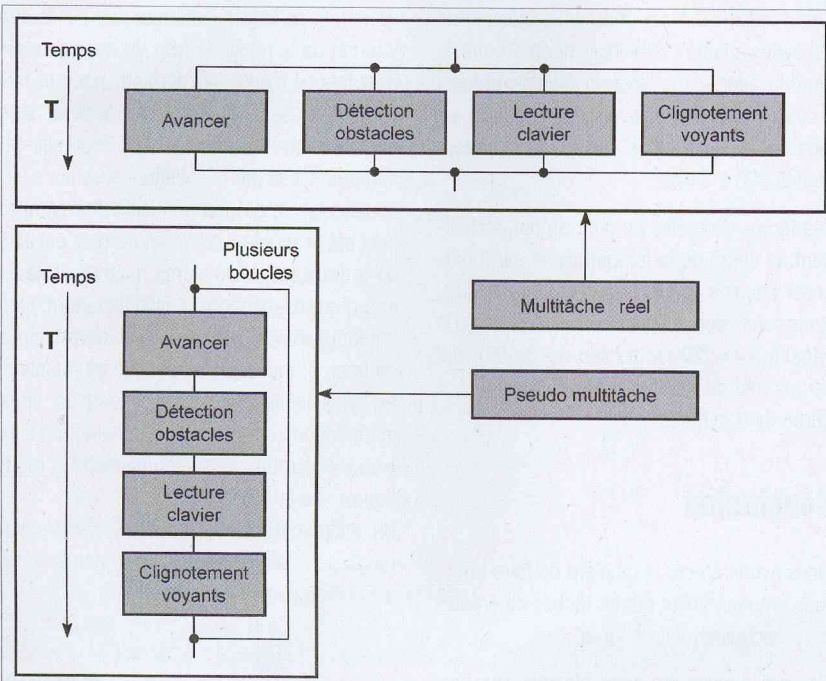 Temps
T
Avancer
Détection
obstacles
Lecture
clavier
Clignotement
voyants
Plusieurs
boucles
Temps
T
Avancer
Détection
obstacles
Lecture
clavier
Clignotement
voyants
Multitâche réel
Pseudo multitâche